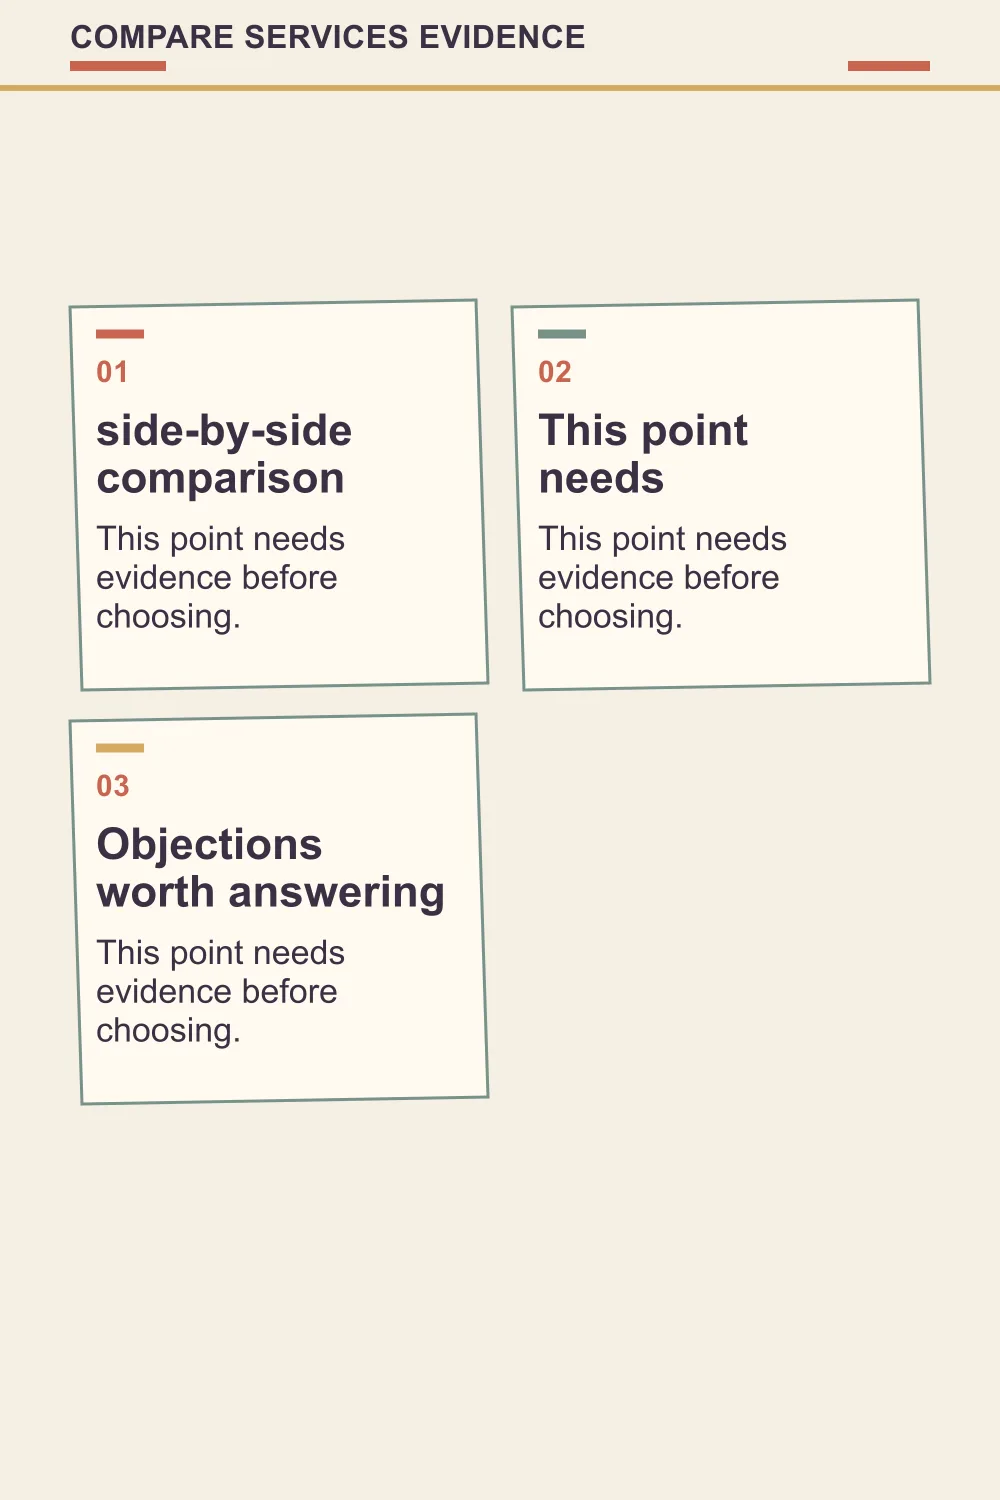 COMPARE SERVICES EVIDENCE
01
side-by-side
comparison
This point needs
evidence before
choosing.
02
This point
needs
This point needs
evidence before
choosing.
03
Objections
worth answering
This point needs
evidence before
choosing.